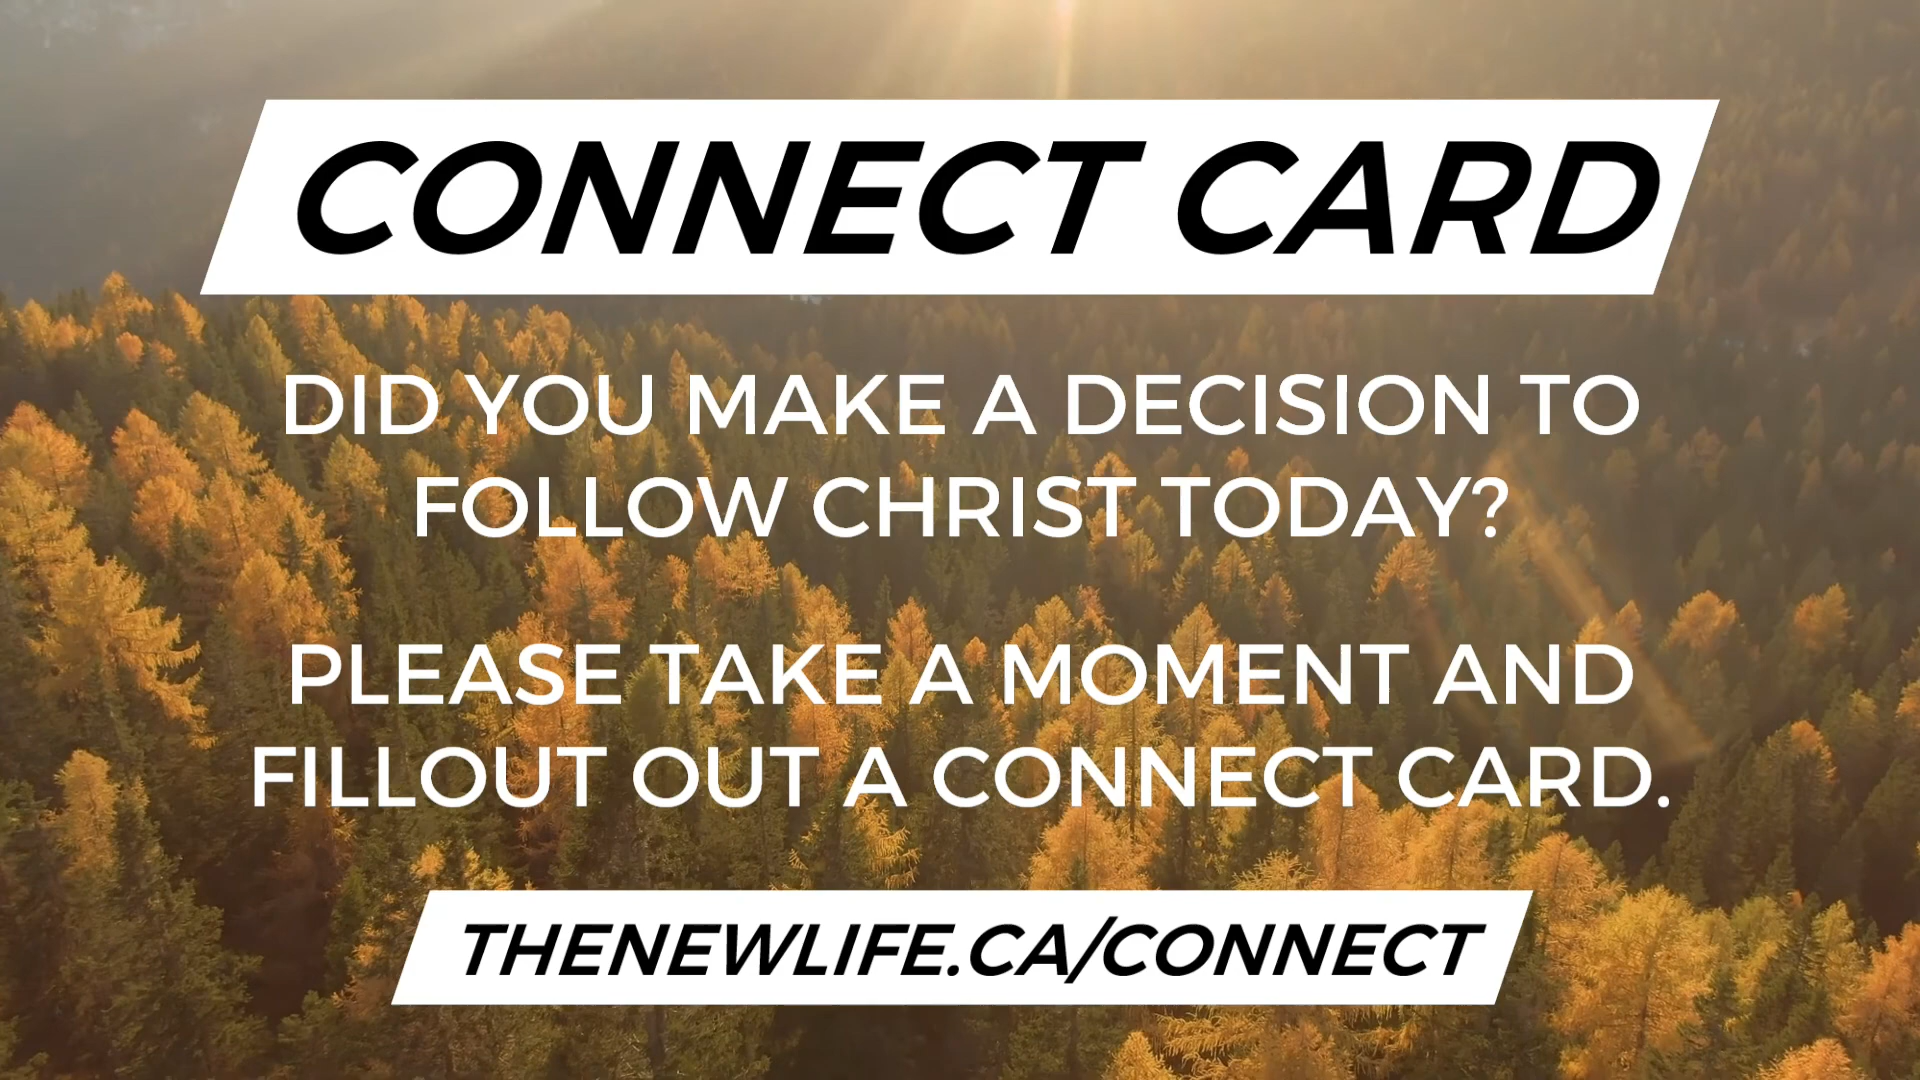 CONNECT CARD
DID YOU MAKE A DECISION TO
FOLLOW CHRIST TODAY?
PLEASE TAKE A MOMENT AND
FILLOUT OUT A CONNECT CARD.
THENEWLIFE.CA/CONNECT